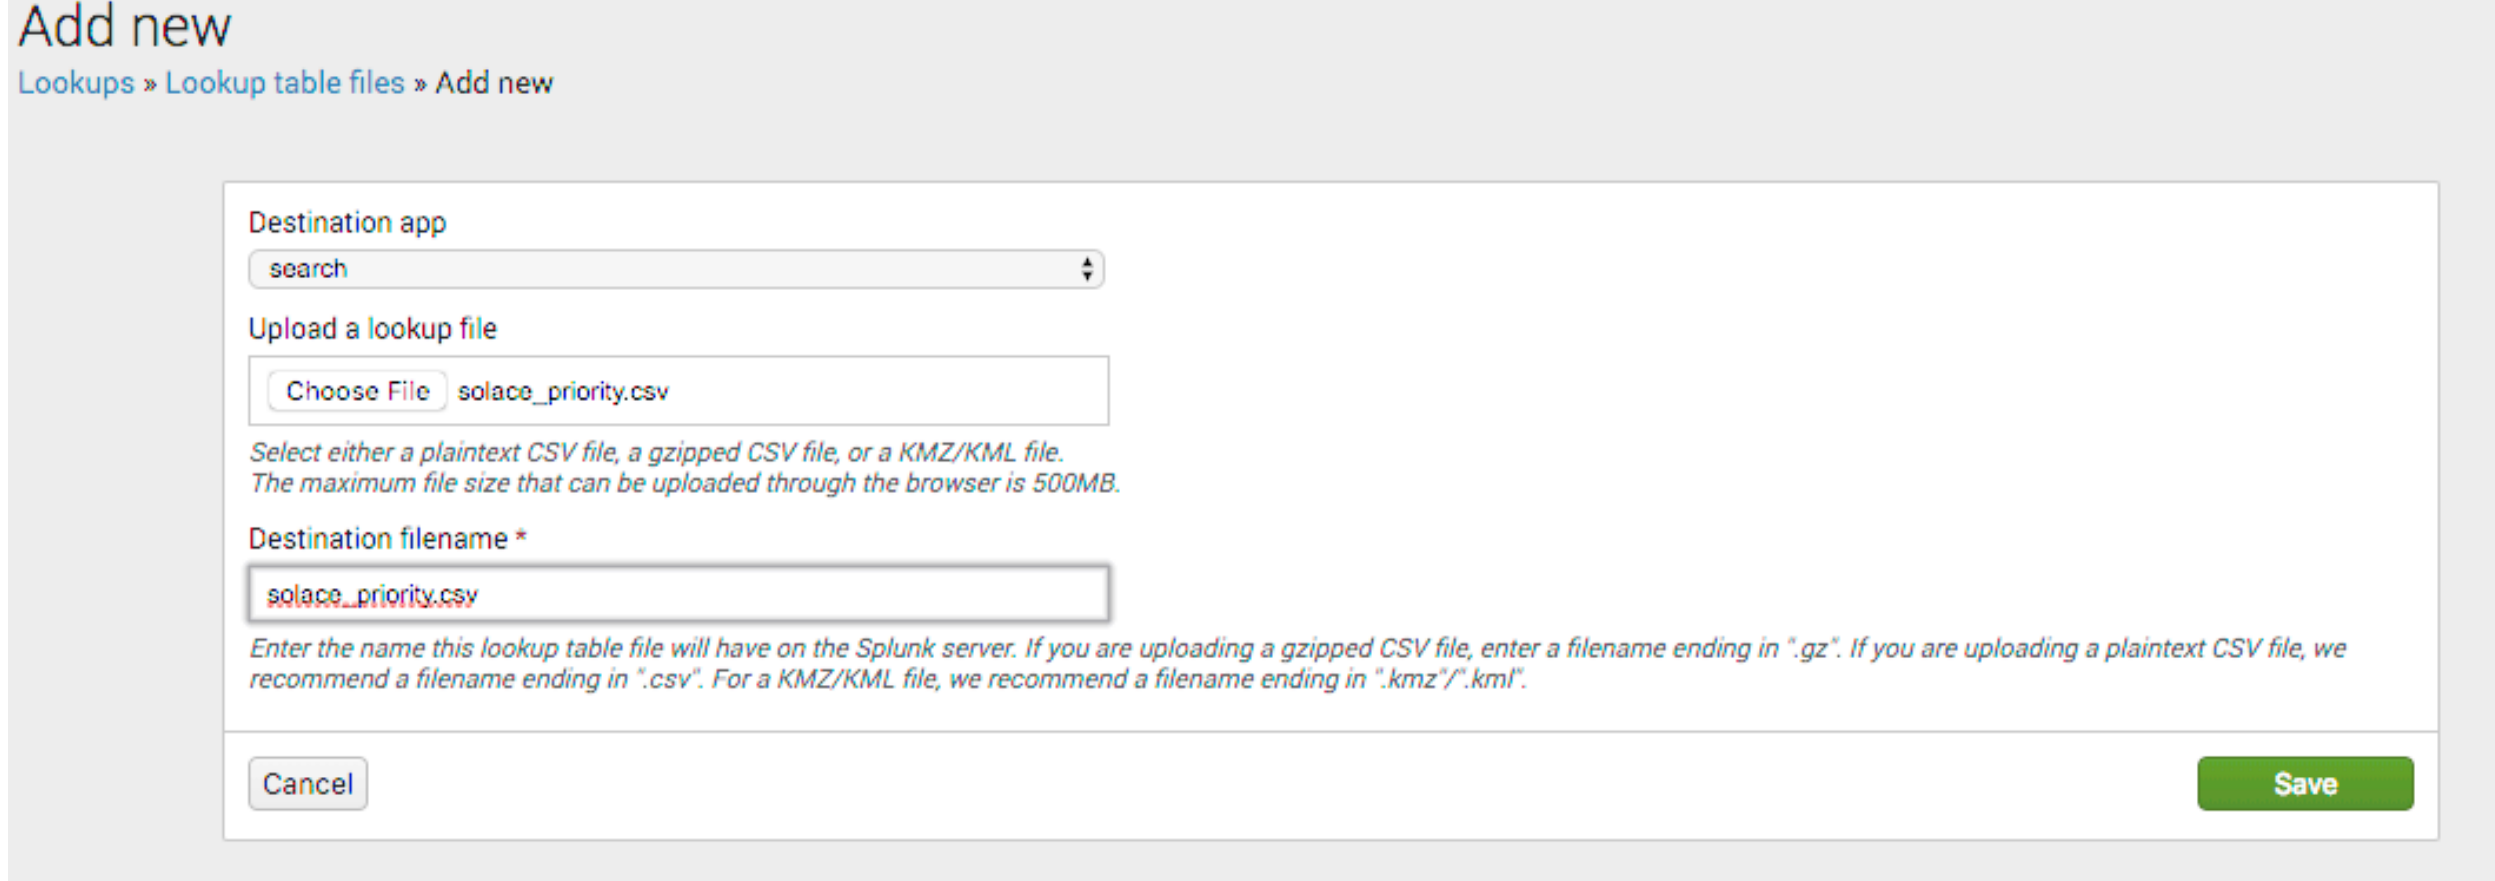 Add new
Lookups » Lookup table files » Add new
Destination app
search
Upload a lookup file
Choose File solace_priority.csv
Select either a plaintext CSV file, a gzipped CSV file, or a KMZ/KML file.
The maximum file size that can be uploaded through the browser is 500MB.
Destination filename *
solace_priority.csv
Enter the name this lookup table file will have on the Splunk server. If you are uploading a gzipped CSV file, enter a filename ending in ".gz". If you are uploading a plaintext CSV file, we
recommend a filename ending in ".csv". For a KMZ/KML file, we recommend a filename ending in ".kmz"/".kml".
Cancel
Save